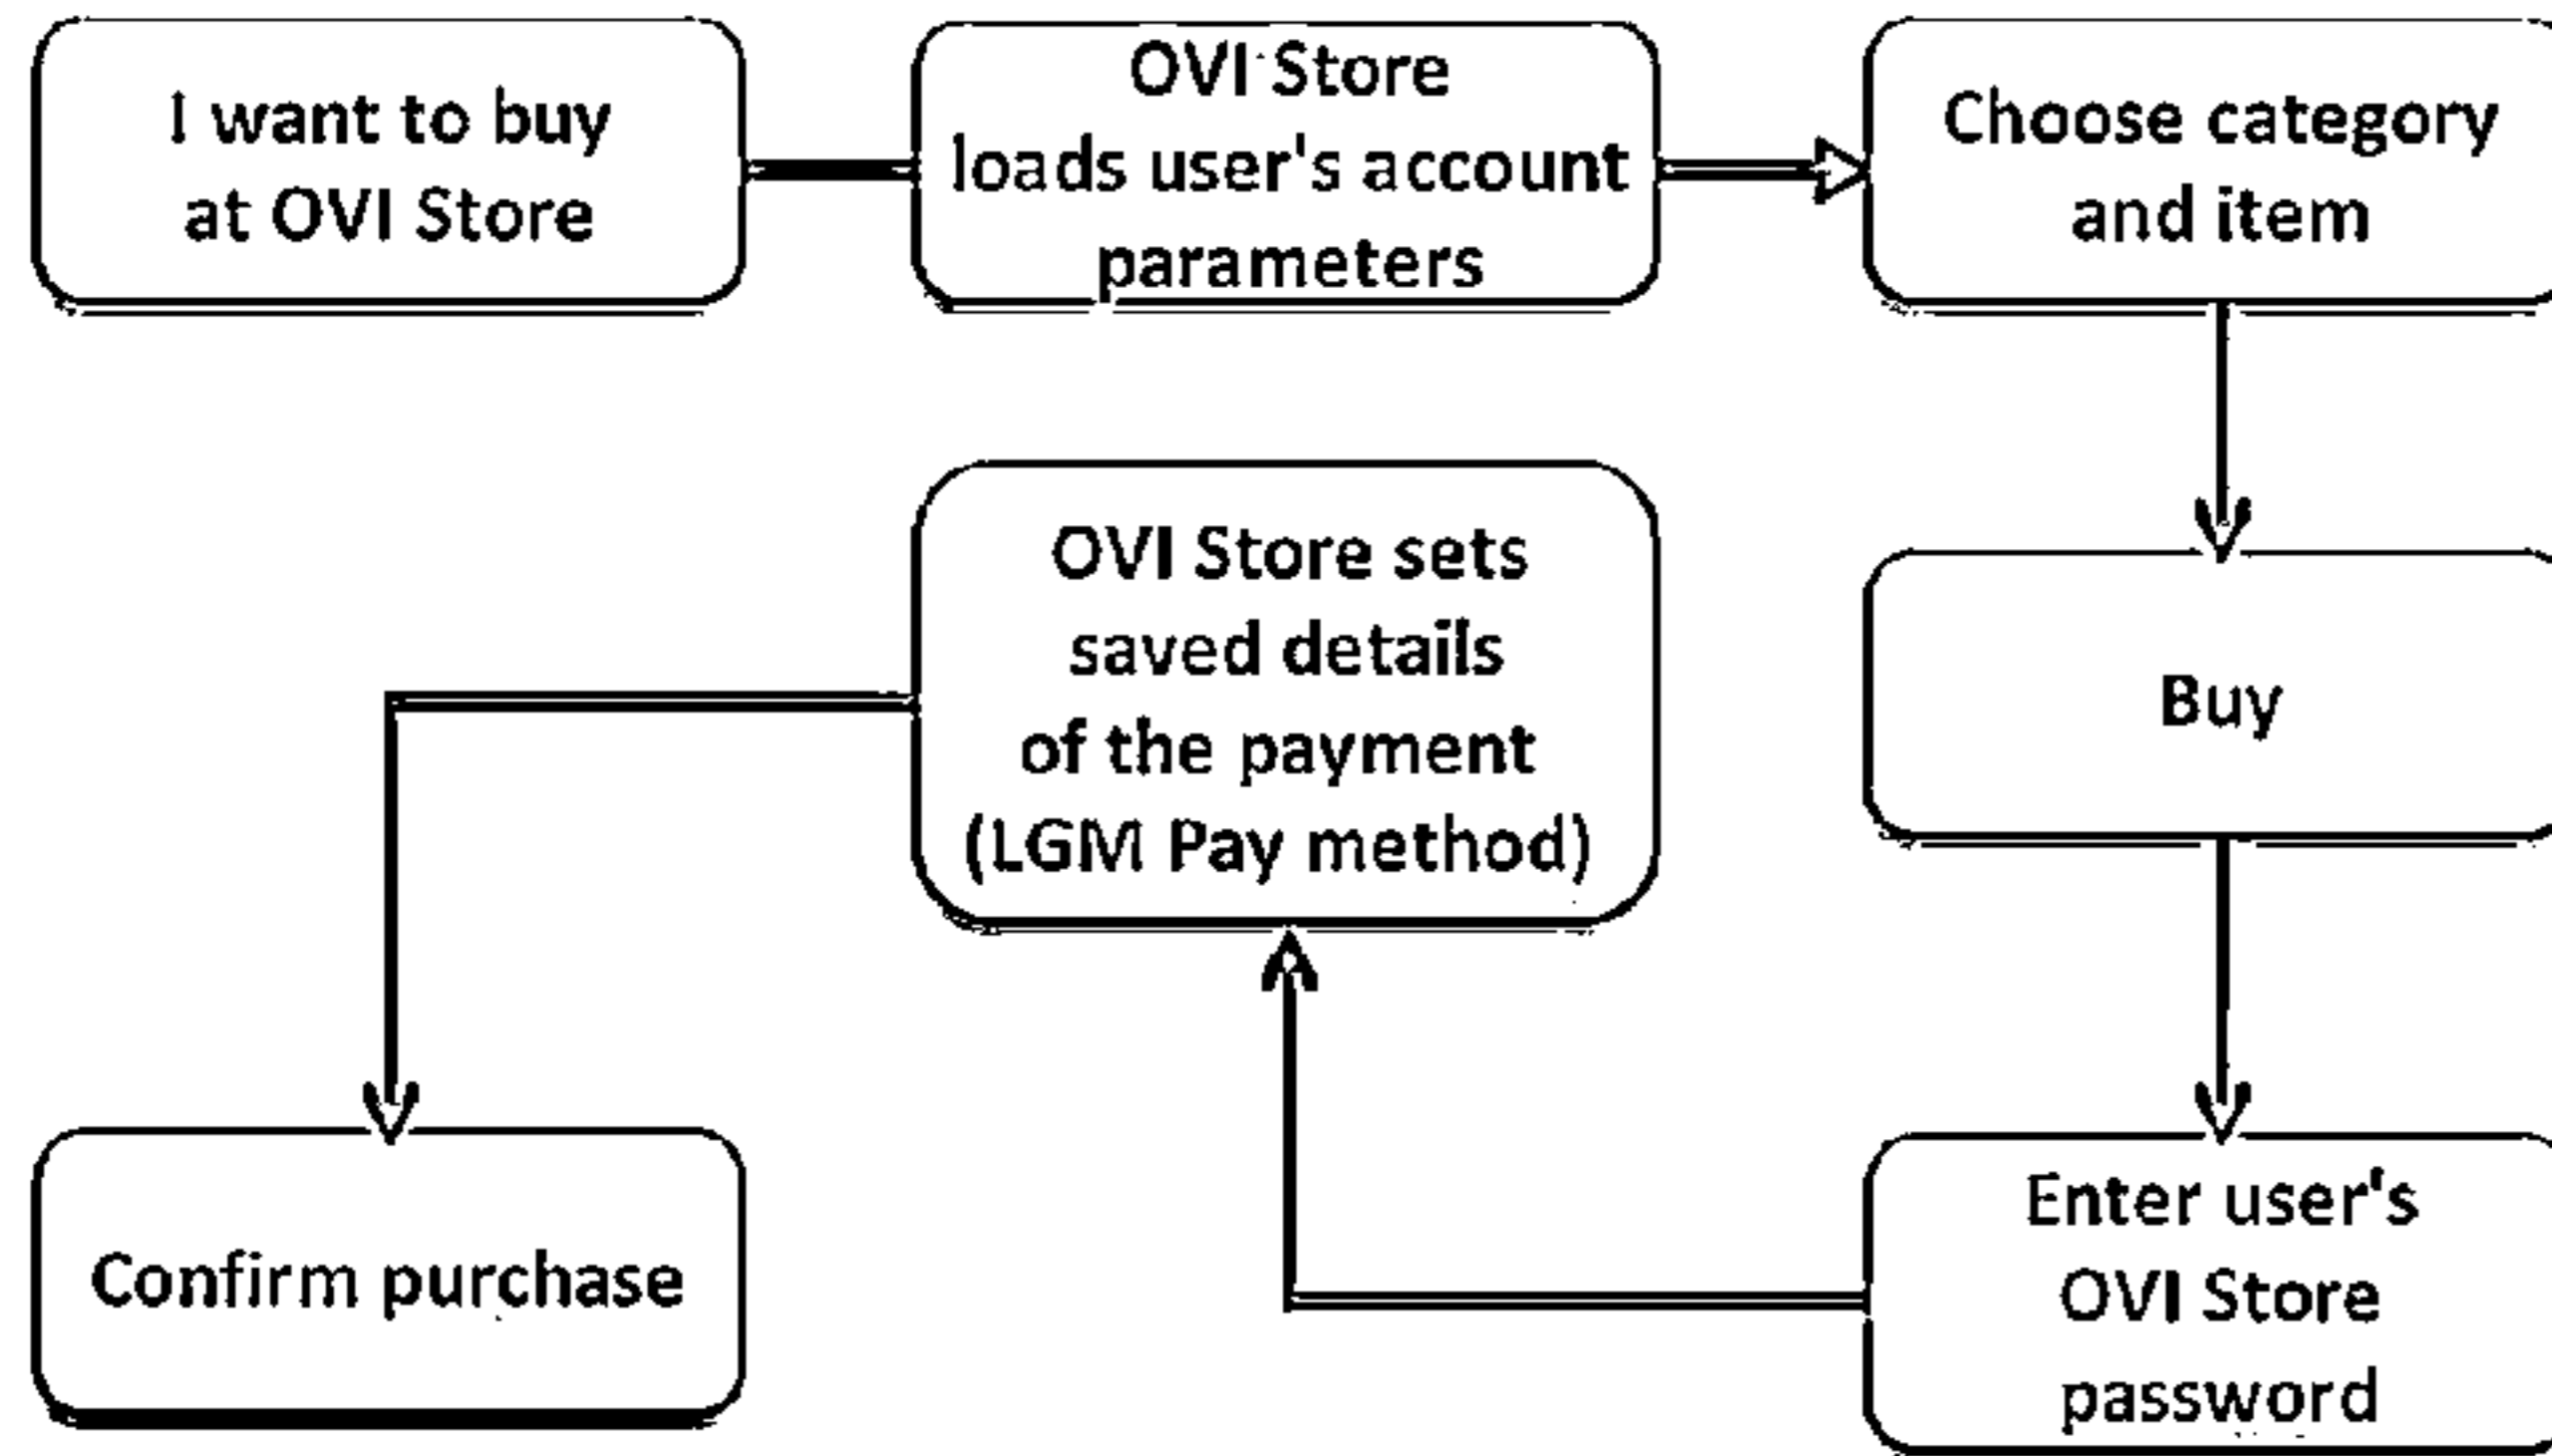 I want to buy
at OVI Store
OVI Store
loads user's account
parameters
Choose category
and item
Buy
Enter user's
OVI Store
password
OVI Store sets
saved details
of the payment
(LGM Pay method)
Confirm purchase